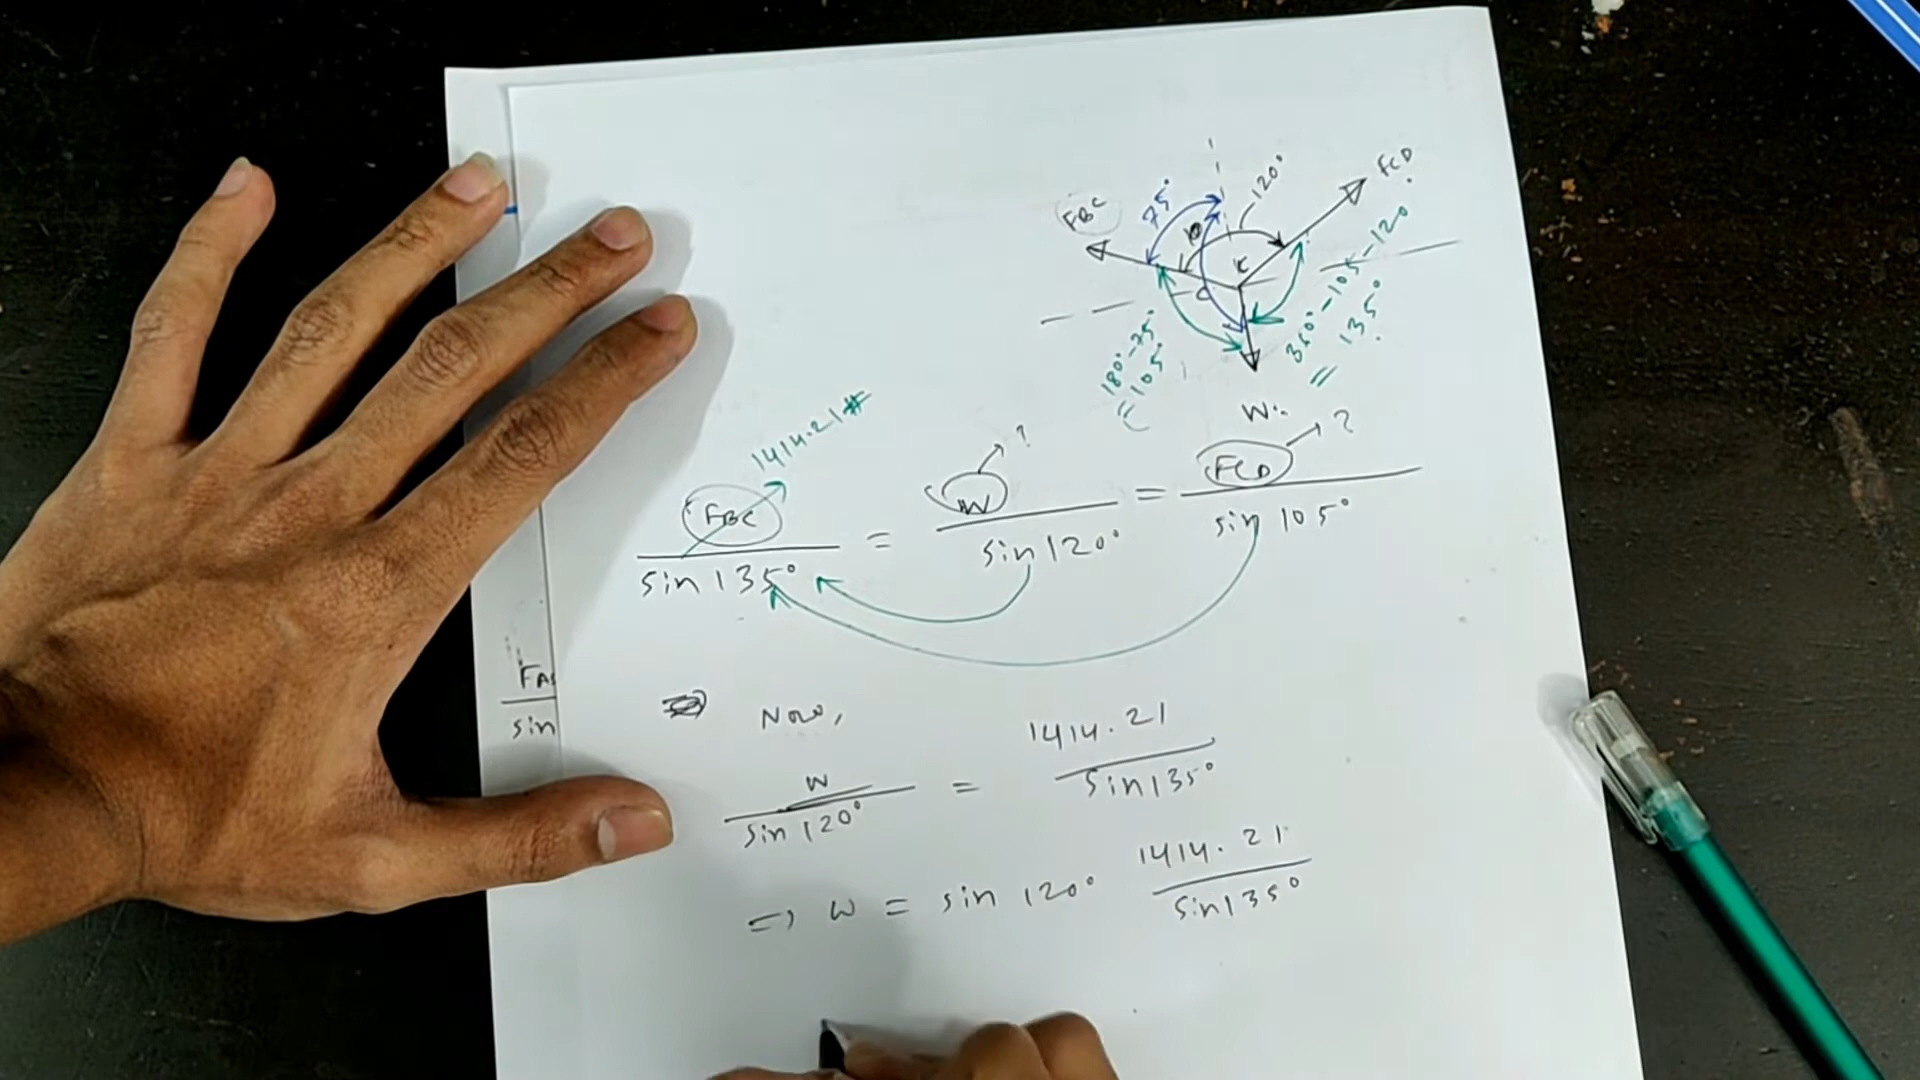 120°
FCD
FBC
75°
K
180°-75°
= 105°
360°-105-120
= 135°
W
1414.21#
FBC / sin 135° = W / sin 120° = FCD / sin 105°
?
?
FA
sin
Now,
W / sin 120° = 1414.21 / sin 135°
=> W = sin 120° 1414.21 / sin 135°